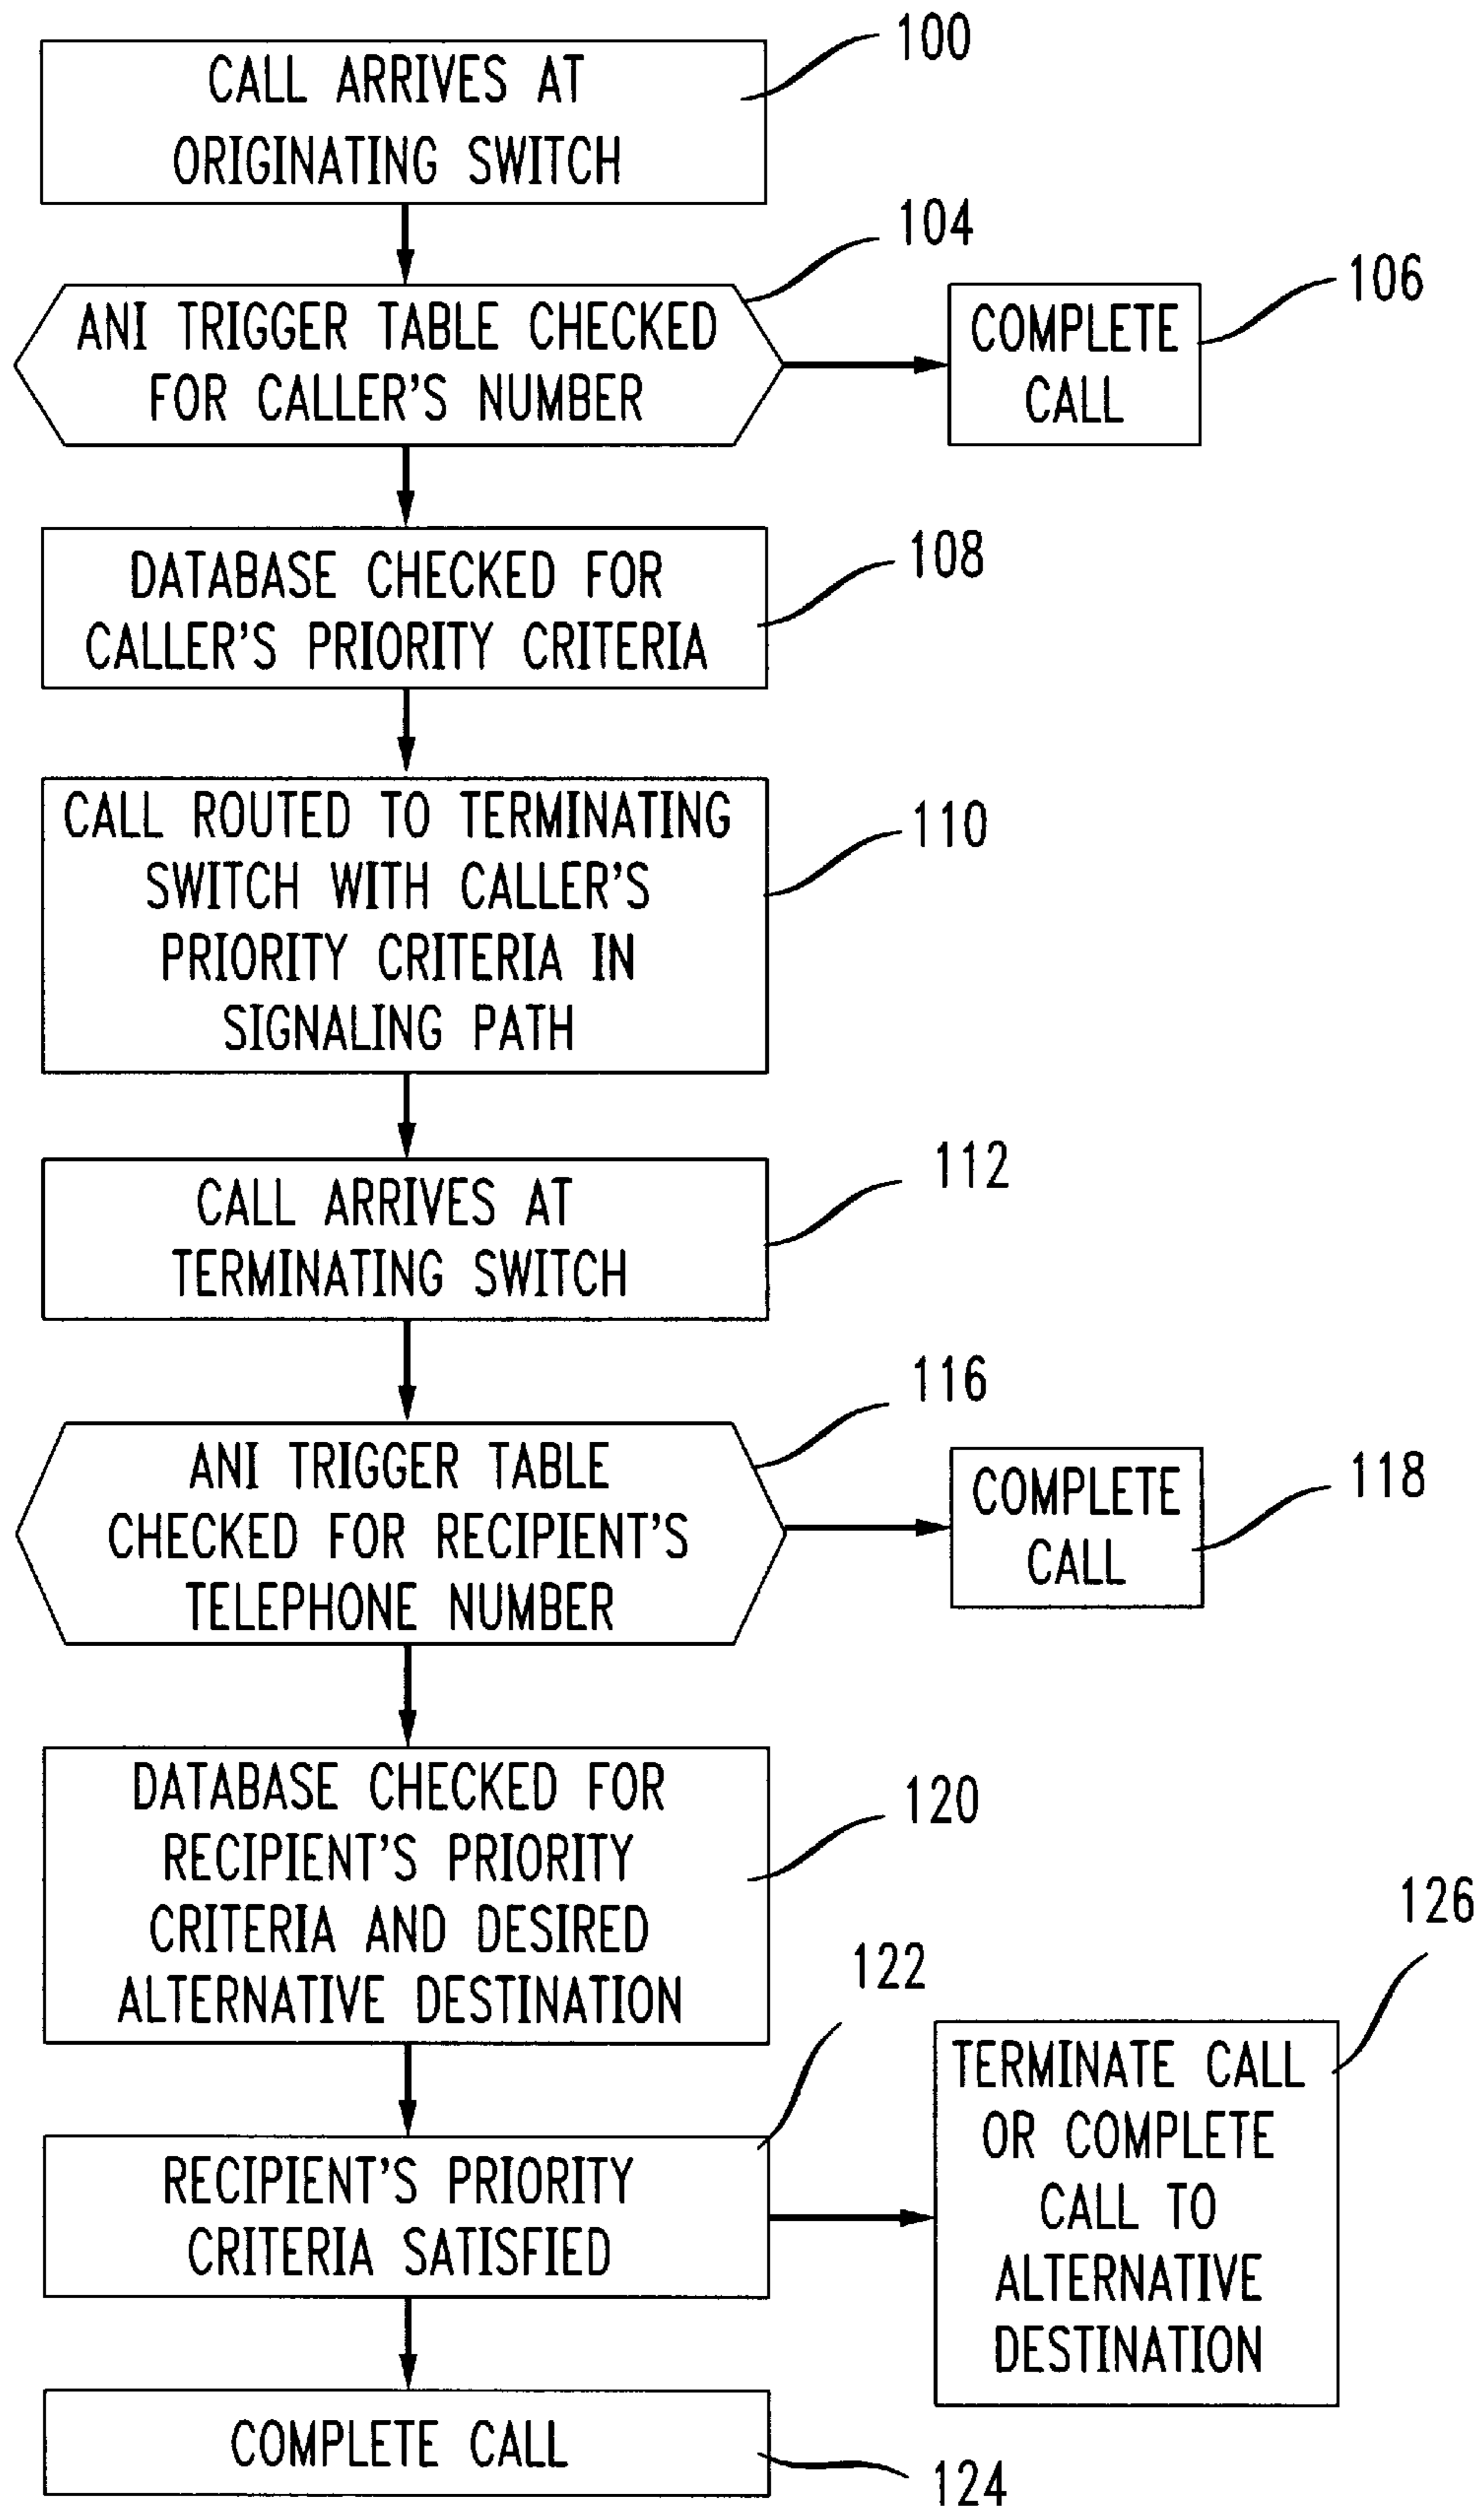 100
CALL ARRIVES AT
ORIGINATING SWITCH
104
ANI TRIGGER TABLE CHECKED
FOR CALLER'S NUMBER
106
COMPLETE
CALL
108
DATABASE CHECKED FOR
CALLER'S PRIORITY CRITERIA
110
CALL ROUTED TO TERMINATING
SWITCH WITH CALLER'S
PRIORITY CRITERIA IN
SIGNALING PATH
112
CALL ARRIVES AT
TERMINATING SWITCH
116
ANI TRIGGER TABLE
CHECKED FOR RECIPIENT'S
TELEPHONE NUMBER
118
COMPLETE
CALL
120
DATABASE CHECKED FOR
RECIPIENT'S PRIORITY
CRITERIA AND DESIRED
ALTERNATIVE DESTINATION
122
RECIPIENT'S PRIORITY
CRITERIA SATISFIED
126
TERMINATE CALL
OR COMPLETE
CALL TO
ALTERNATIVE
DESTINATION
COMPLETE CALL
124